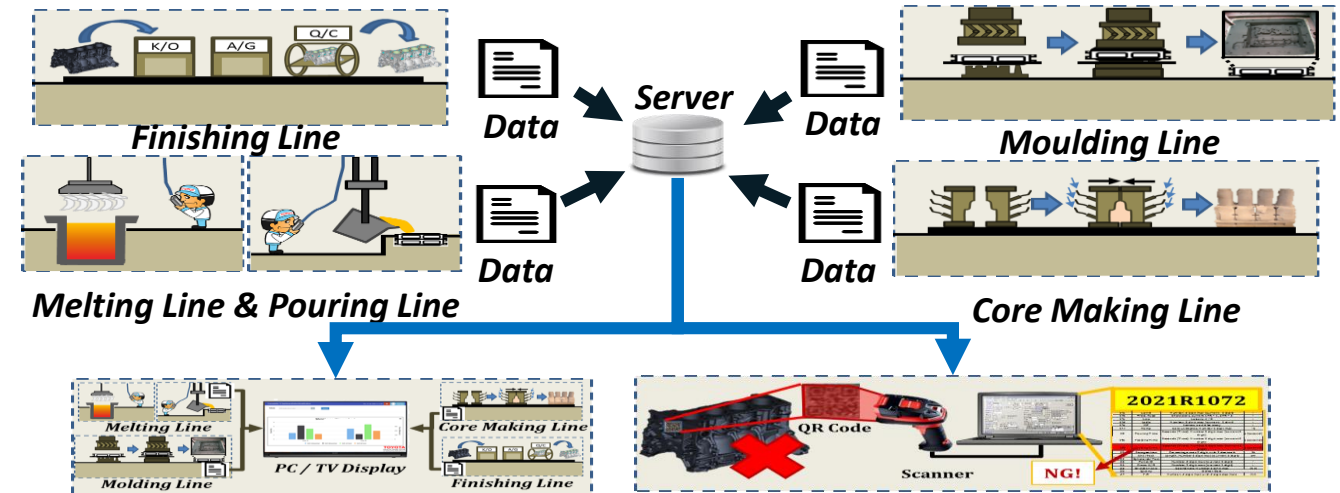 K/O
A/G
Q/C
Finishing Line
Data
Server
Data
Moulding Line
Melting Line & Pouring Line
Data
Data
Core Making Line
Melting Line
Molding Line
PC / TV Display
TOYOTA
Core Making Line
Finishing Line
QR Code
Scanner
2021R1072
NG!